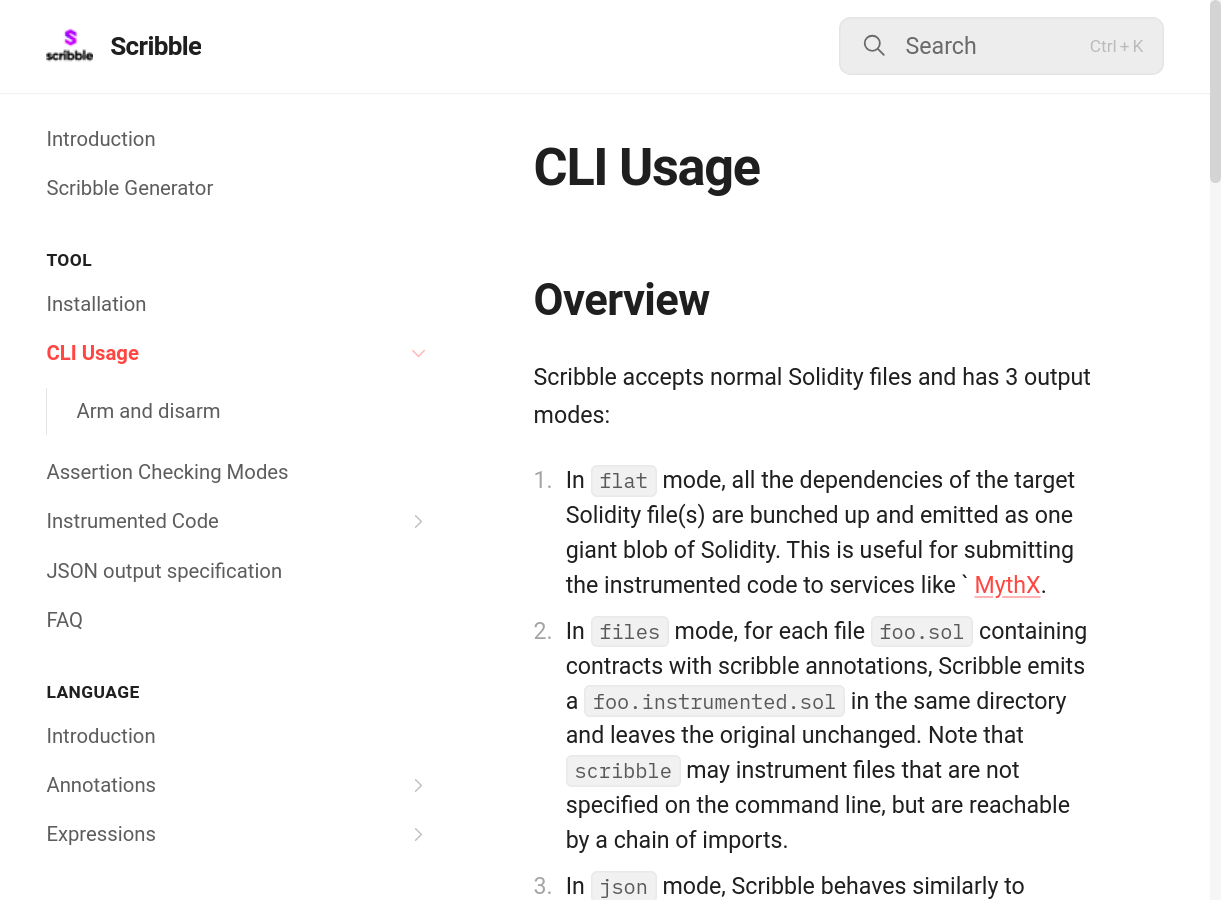 scribble
Scribble
Search
Ctrl + K
Introduction
Scribble Generator
TOOL
Installation
CLI Usage
Arm and disarm
Assertion Checking Modes
Instrumented Code
JSON output specification
FAQ
LANGUAGE
Introduction
Annotations
Expressions
CLI Usage
Overview
Scribble accepts normal Solidity files and has 3 output
modes:
1. In flat mode, all the dependencies of the target
Solidity file(s) are bunched up and emitted as one
giant blob of Solidity. This is useful for submitting
the instrumented code to services like ` MythX.
2. In files mode, for each file foo.sol containing
contracts with scribble annotations, Scribble emits
a foo.instrumented.sol in the same directory
and leaves the original unchanged. Note that
scribble may instrument files that are not
specified on the command line, but are reachable
by a chain of imports.
3. In json mode, Scribble behaves similarly to